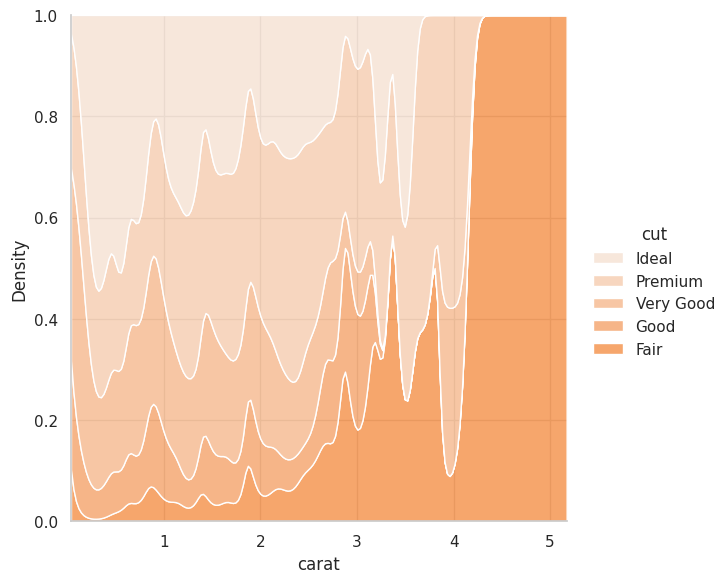 1.0
0.8
0.6
0.4
0.2
0.0
Density
1 2 3 4 5
carat
cut
Ideal
Premium
Very Good
Good
Fair